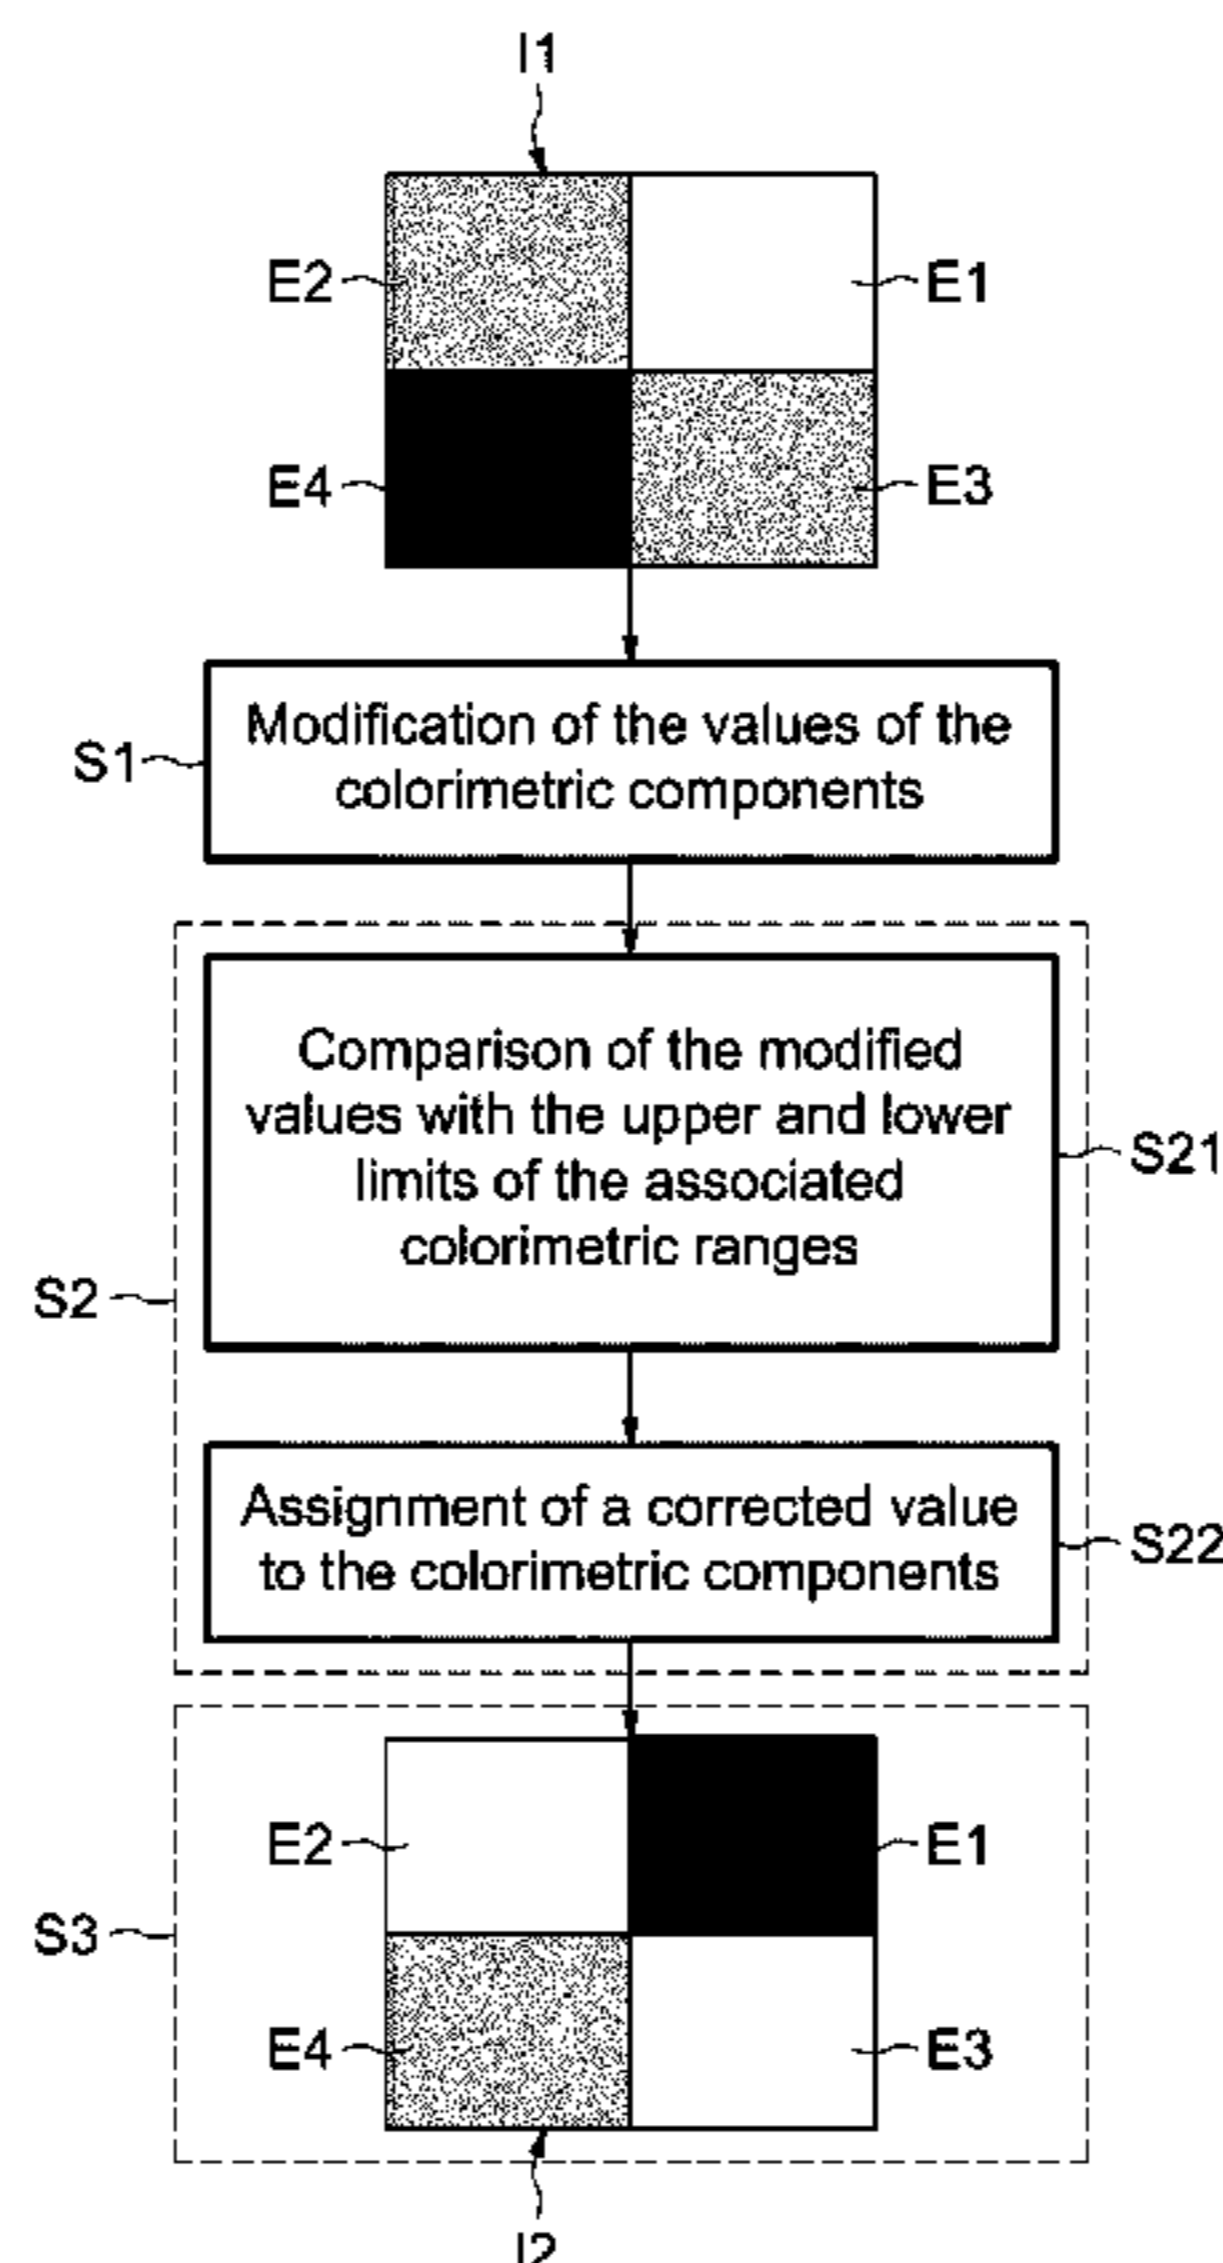 I1
E2
E1
E4
E3
S1
Modification of the values of the
colorimetric components
S2
Comparison of the modified
values with the upper and lower
limits of the associated
colorimetric ranges
S21
Assignment of a corrected value
to the colorimetric components
S22
S3
E2
E1
E4
E3
I2